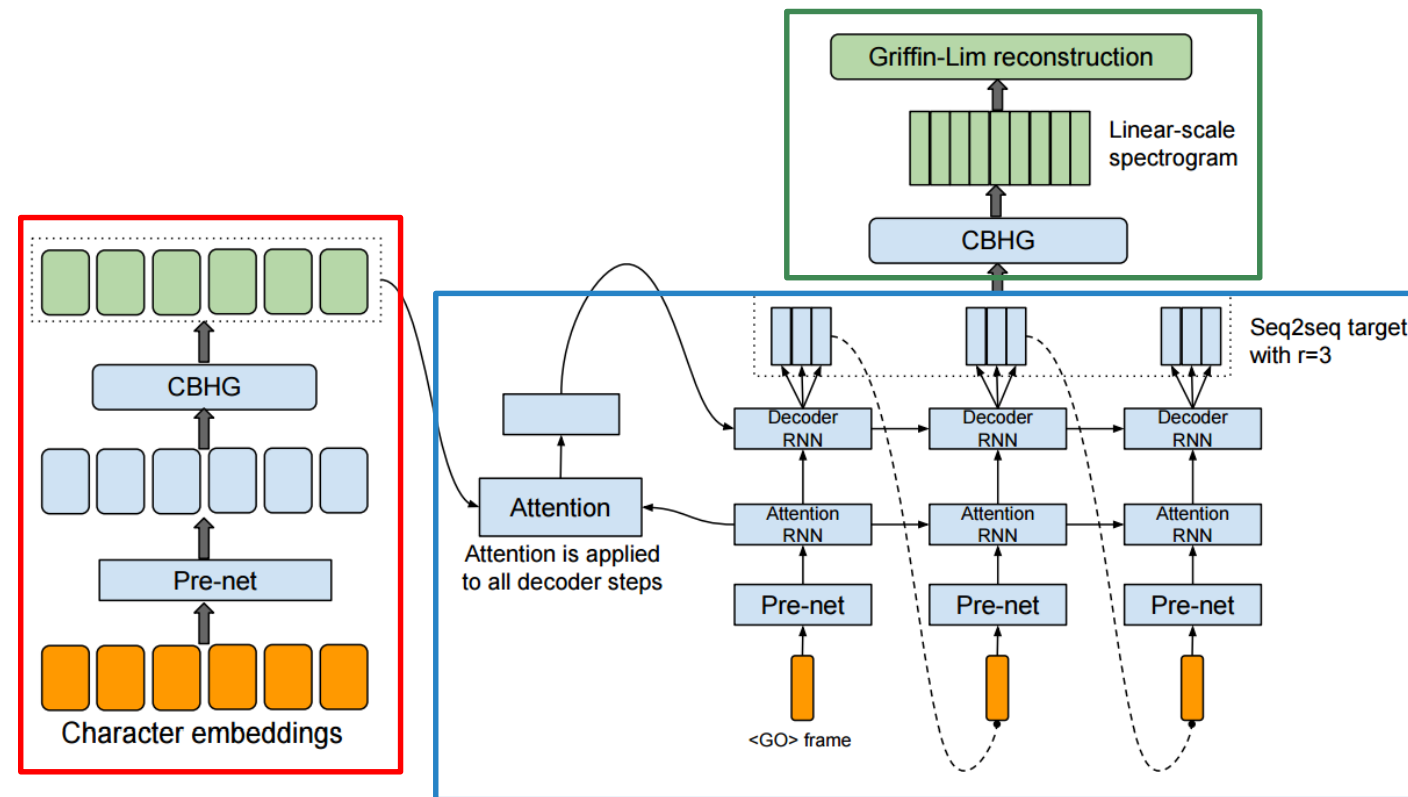 Griffin-Lim reconstruction
Linear-scale
spectrogram
CBHG
CBHG
Pre-net
Character embeddings
Attention
Attention is applied
to all decoder steps
Seq2seq target
with r=3
Decoder
RNN
Decoder
RNN
Decoder
RNN
Attention
RNN
Attention
RNN
Attention
RNN
Pre-net
Pre-net
Pre-net
<GO> frame